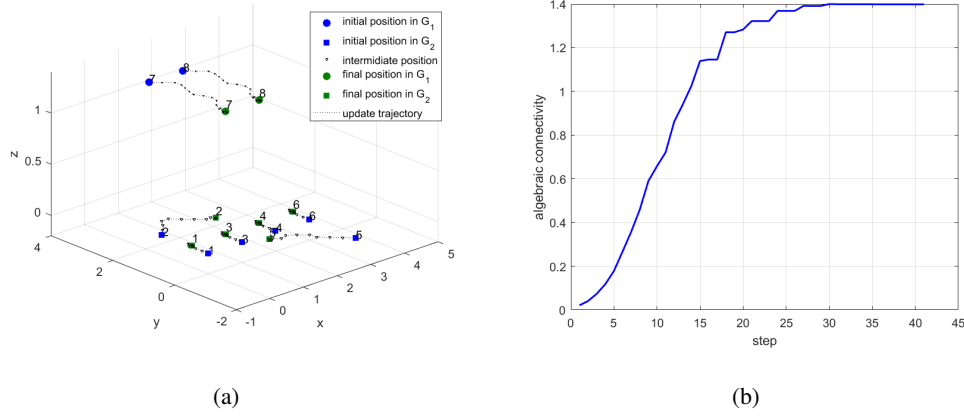 initial position in G1
initial position in G2
intermidiate position
final position in G1
final position in G2
update trajectory
8
7
7
8
1
0.5
0
z
2
2
1
1
3
3
4
4
6
6
5
4
2
0
-2
y
-1
0
1
2
3
4
5
x
1.4
1.2
1
0.8
0.6
0.4
0.2
0
algebraic connectivity
0 5 10 15 20 25 30 35 40 45
step
(a) (b)